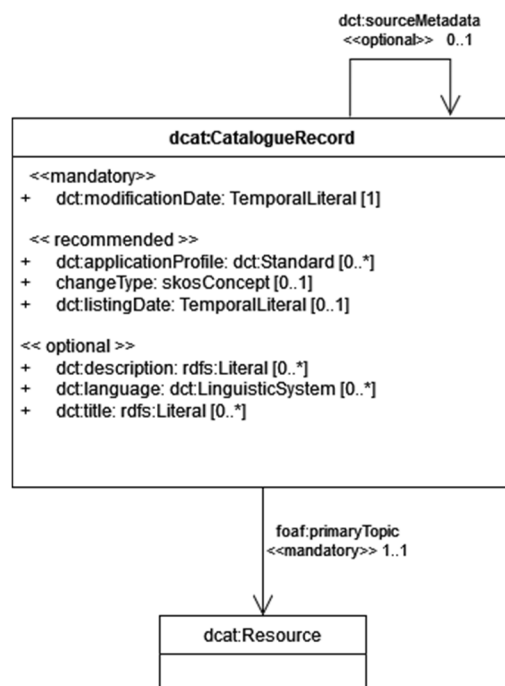 dct:sourceMetadata
<<optional>> 0..1
dcat:CatalogueRecord
<<mandatory>>
+ dct:modificationDate: TemporalLiteral [1]
<< recommended >>
+ dct:applicationProfile: dct:Standard [0..*]
+ changeType: skosConcept [0..1]
+ dct:listingDate: TemporalLiteral [0..1]
<< optional >>
+ dct:description: rdfs:Literal [0..*]
+ dct:language: dct:LinguisticSystem [0..*]
+ dct:title: rdfs:Literal [0..*]
foaf:primaryTopic
<<mandatory>> 1..1
dcat:Resource